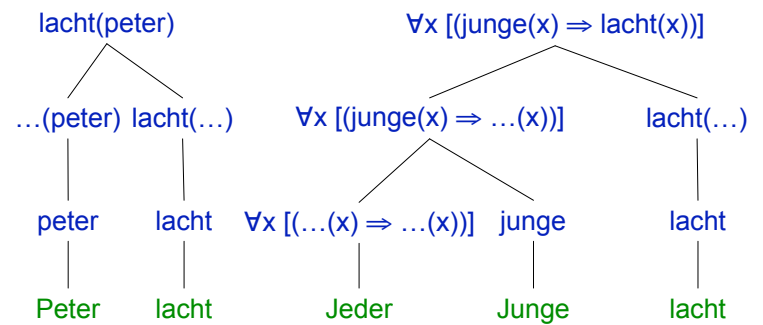 lacht(peter) ∀x [(junge(x) ⇒ lacht(x))]
…(peter) lacht(…) ∀x [(junge(x) ⇒ …(x))] lacht(…)
peter lacht ∀x [(…(x) ⇒ …(x))] junge lacht
Peter lacht Jeder Junge lacht